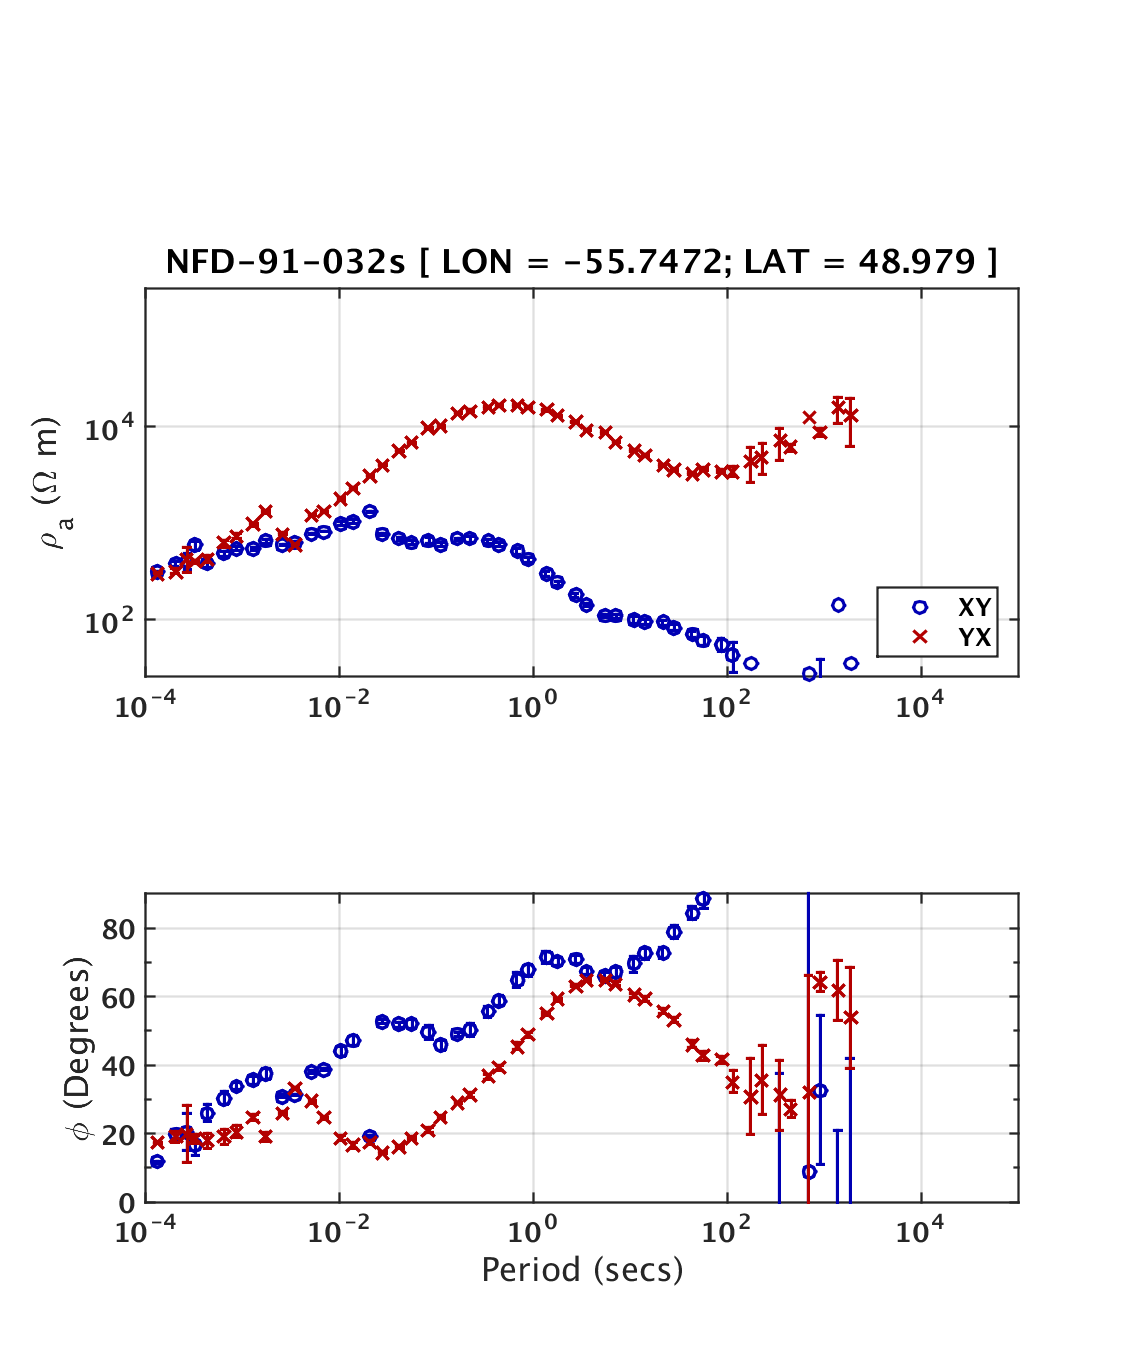 NFD-91-032s [ LON = -55.7472; LAT = 48.979 ]
ρa (Ω m)
10^4
10^2
XY
YX
10^-4 10^-2 10^0 10^2 10^4
ϕ (Degrees)
80
60
40
20
0
10^-4 10^-2 10^0 10^2 10^4
Period (secs)